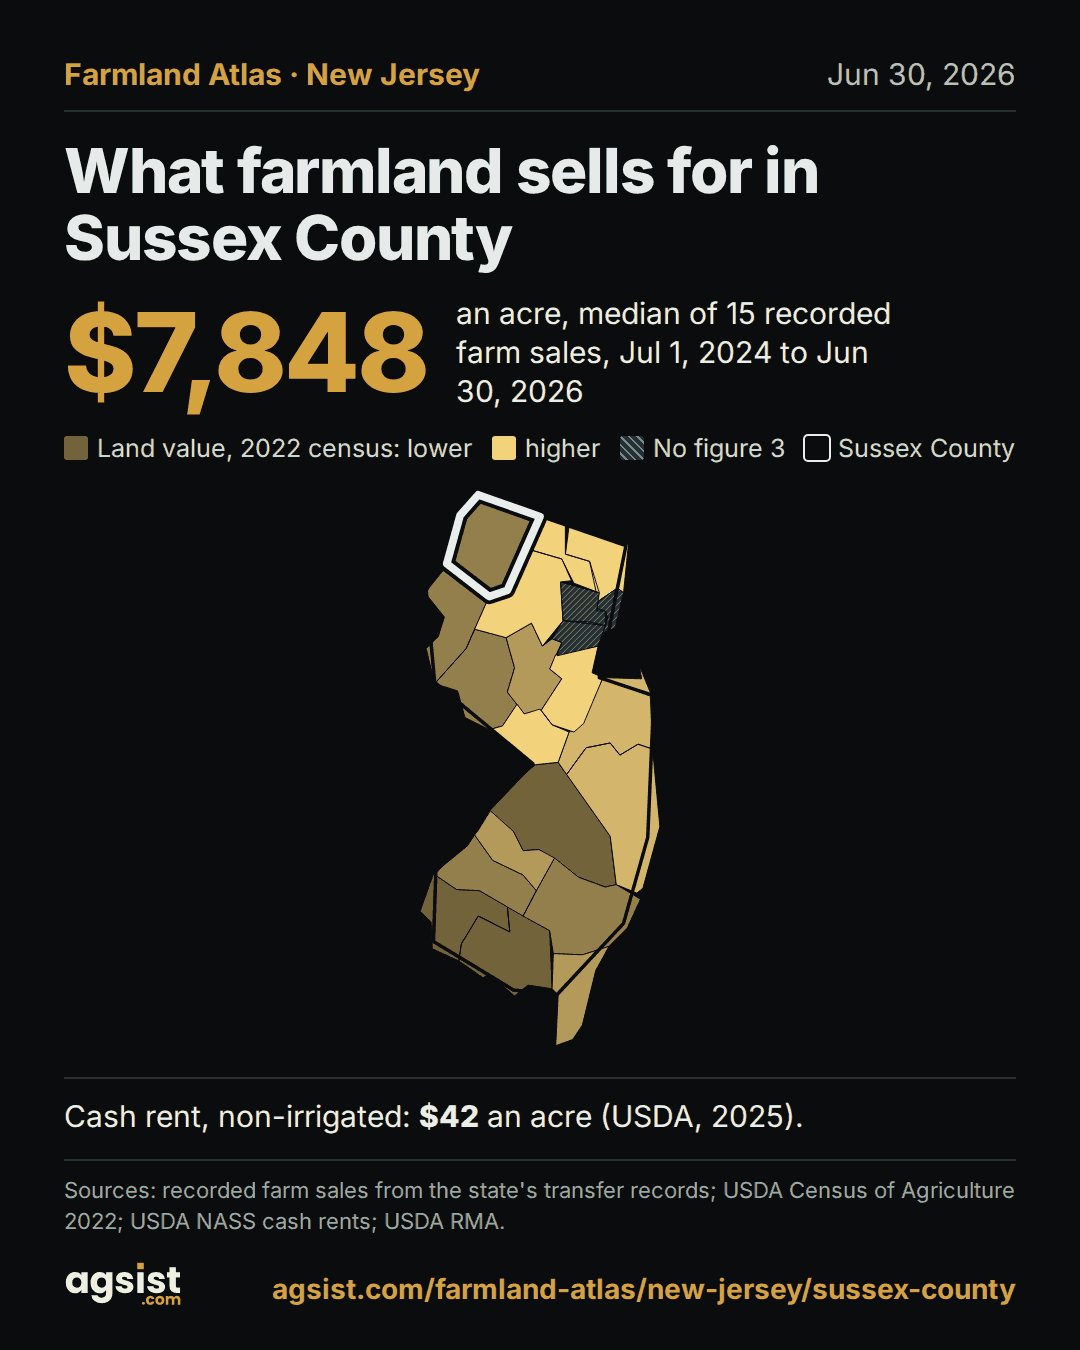 Farmland Atlas · New Jersey
Jun 30, 2026
What farmland sells for in
Sussex County
$7,848
an acre, median of 15 recorded
farm sales, Jul 1, 2024 to Jun
30, 2026
Land value, 2022 census: lower
higher
No figure 3
Sussex County
Cash rent, non-irrigated: $42 an acre (USDA, 2025).
Sources: recorded farm sales from the state's transfer records; USDA Census of Agriculture
2022; USDA NASS cash rents; USDA RMA.
agsist
.com
agsist.com/farmland-atlas/new-jersey/sussex-county